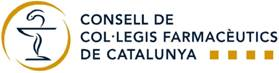 CONSELL DE
COL·LEGIS FARMACÈUTICS
DE CATALUNYA